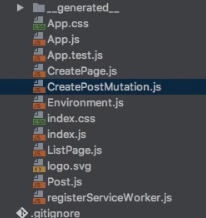 __generated__
App.css
App.js
App.test.js
CreatePage.js
CreatePostMutation.js
Environment.js
index.css
index.js
ListPage.js
logo.svg
Post.js
registerServiceWorker.js
.gitignore